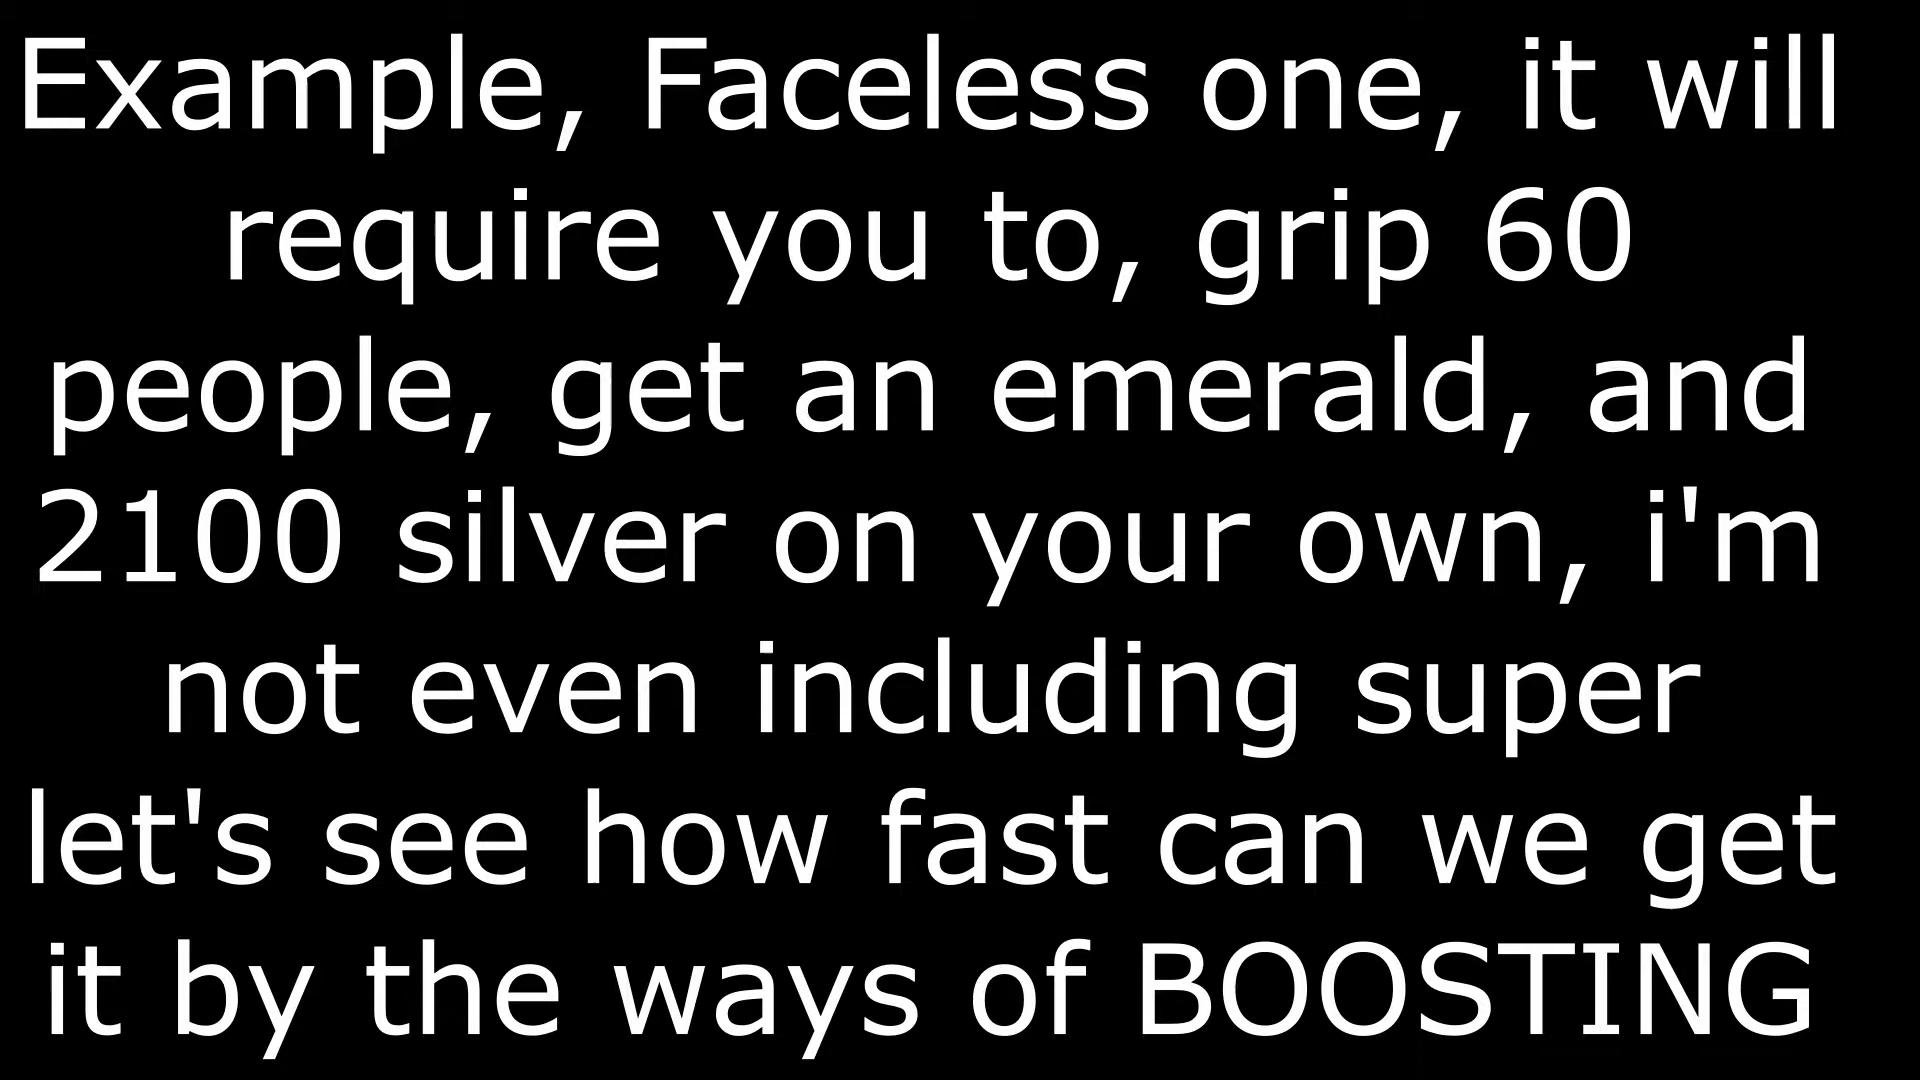 Example, Faceless one, it will
require you to, grip 60
people, get an emerald, and
2100 silver on your own, i'm
not even including super
let's see how fast can we get
it by the ways of BOOSTING